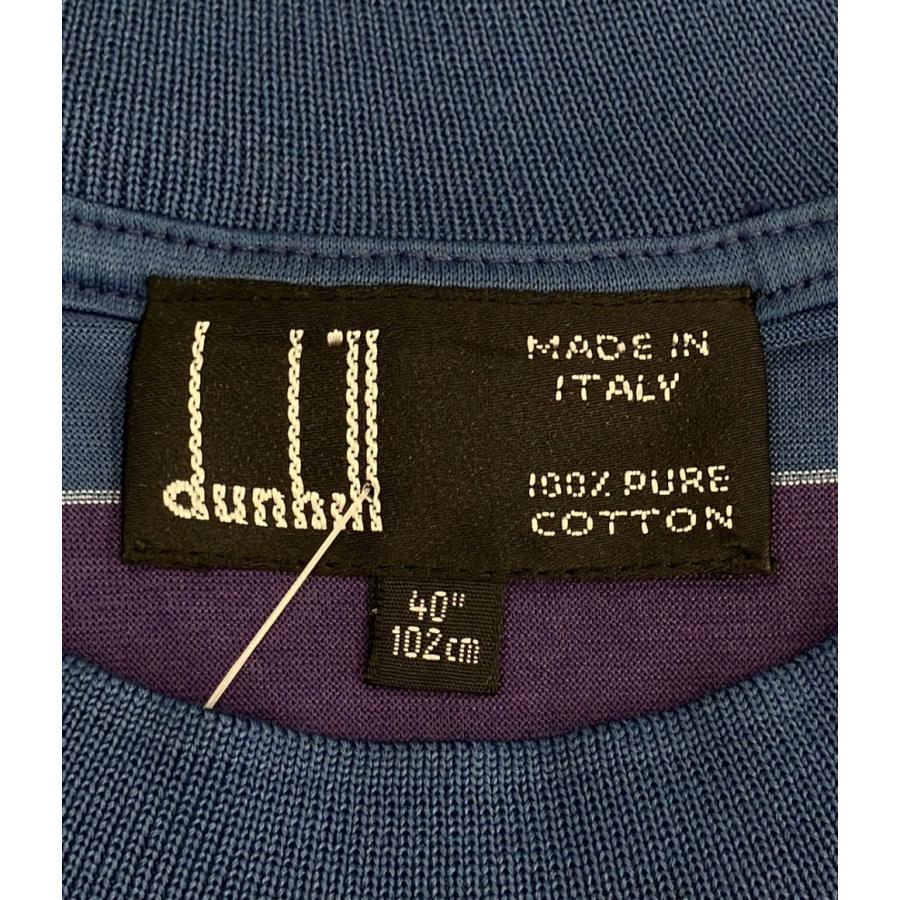 dunhill
MADE IN
ITALY
100% PURE
COTTON
40"
102cm